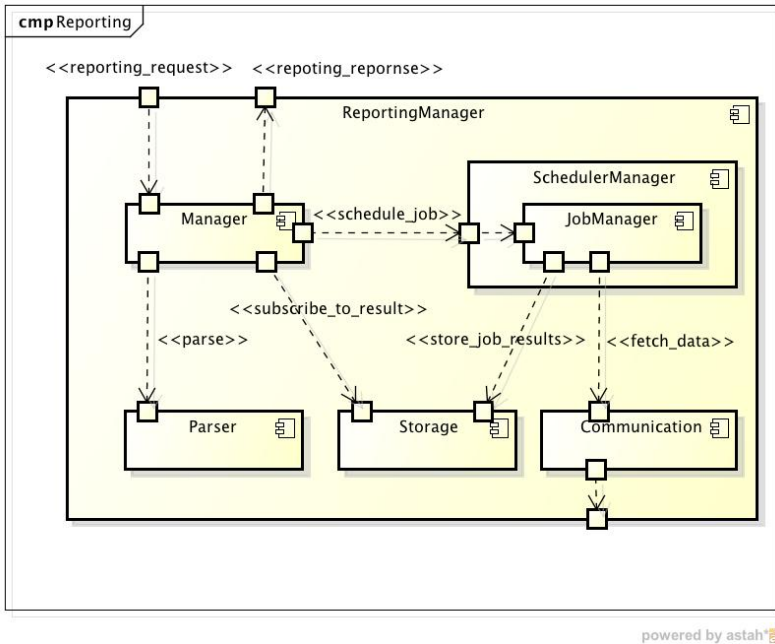 cmp Reporting
<<reporting_request>> <<repoting_repornse>>
ReportingManager
SchedulerManager
Manager
<<schedule_job>>
JobManager
<<subscribe_to_result>>
<<parse>>
<<store_job_results>>
<<fetch_data>>
Parser
Storage
Communication
powered by astah*